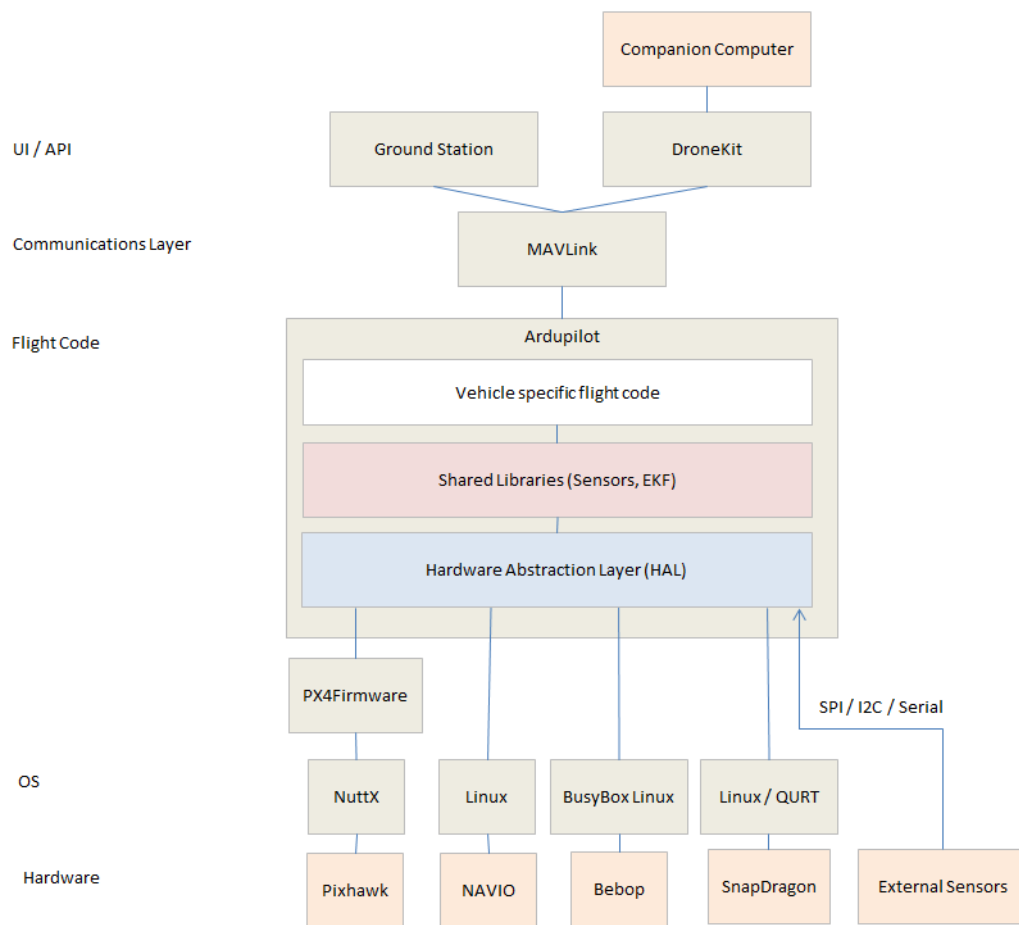 Companion Computer
UI / API
Ground Station
DroneKit
Communications Layer
MAVLink
Flight Code
Ardupilot
Vehicle specific flight code
Shared Libraries (Sensors, EKF)
Hardware Abstraction Layer (HAL)
PX4Firmware
SPI / I2C / Serial
OS
NuttX
Linux
BusyBox Linux
Linux / QURT
Hardware
Pixhawk
NAVIO
Bebop
SnapDragon
External Sensors